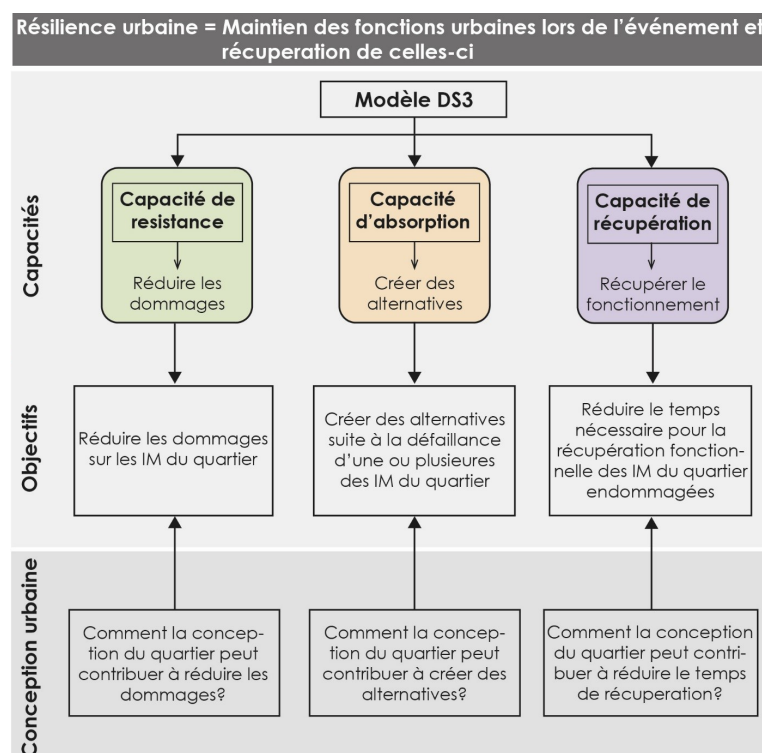 Résilience urbaine = Maintien des fonctions urbaines lors de l'événement et
récuperation de celles-ci
Modèle DS3
Capacités
Capacité de
resistance
Réduire les
dommages
Capacité
d'absorption
Créer des
alternatives
Capacité de
récupération
Récupérer le
fonctionnement
Objectifs
Réduire les dommages
sur les IM du quartier
Créer des alternatives
suite à la défaillance
d'une ou plusieures
des IM du quartier
Réduire le temps
nécessaire pour la
récupération fonction-
nelle des IM du quartier
endommagées
Conception urbaine
Comment la concep-
tion du quartier peut
contribuer à réduire les
dommages?
Comment la concep-
tion du quartier peut
contribuer à créer des
alternatives?
Comment la conception
du quartier peut contri-
buer à réduire le temps
de récuperation?